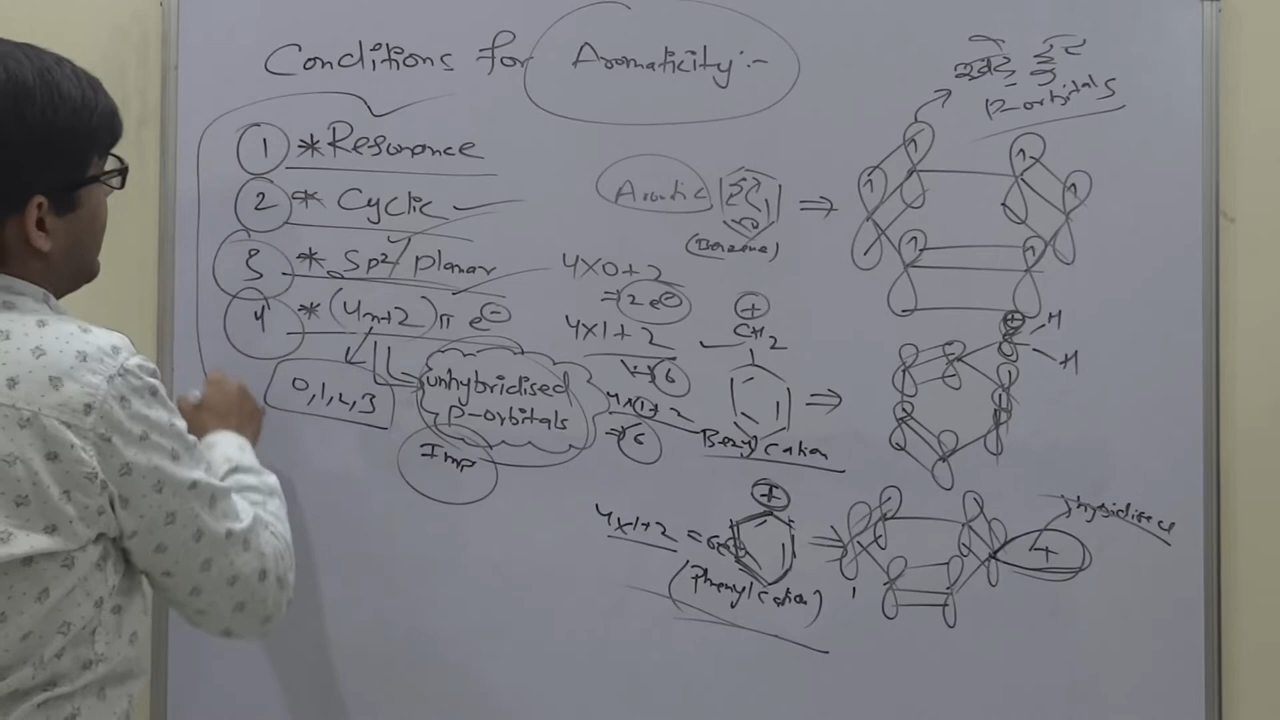 Conditions for Aromaticity :-
1 * Resonance
2 * Cyclic
3 * Sp2/ Planar
4 * (4n+2) π e⊖
0,1,2,3
unhybridised
P-orbitals
Imp
4×0+2
⇒ 2e⊖
4×1+2
6
4×1+2
⇒ 6
P-orbitals
(Benzene) ⇒
+
CH2
⇒
Benzyl cation
+
H
H
4×1+2 = 6e⊖
+
⇒
(Phenyl cation)
+